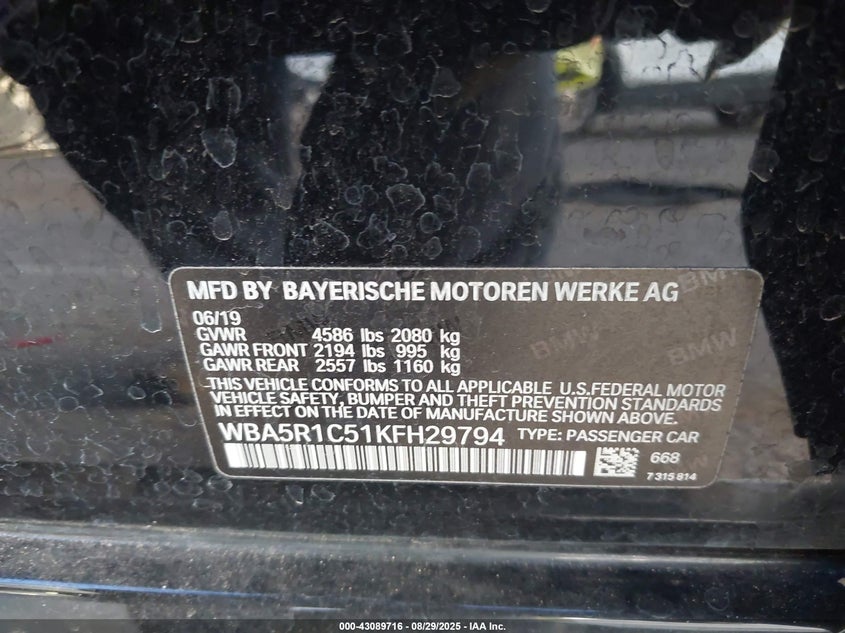 MFD BY BAYERISCHE MOTOREN WERKE AG
06/19
GVWR 4586 lbs 2080 kg
GAWR FRONT 2194 lbs 995 kg
GAWR REAR 2557 lbs 1160 kg
THIS VEHICLE CONFORMS TO ALL APPLICABLE U.S.FEDERAL MOTOR
VEHICLE SAFETY, BUMPER AND THEFT PREVENTION STANDARDS
IN EFFECT ON THE DATE OF MANUFACTURE SHOWN ABOVE.
WBA5R1C51KFH29794 TYPE: PASSENGER CAR
668
7 315 814
BMW
BMW
000-43089716 - 08/29/2025 - IAA Inc.